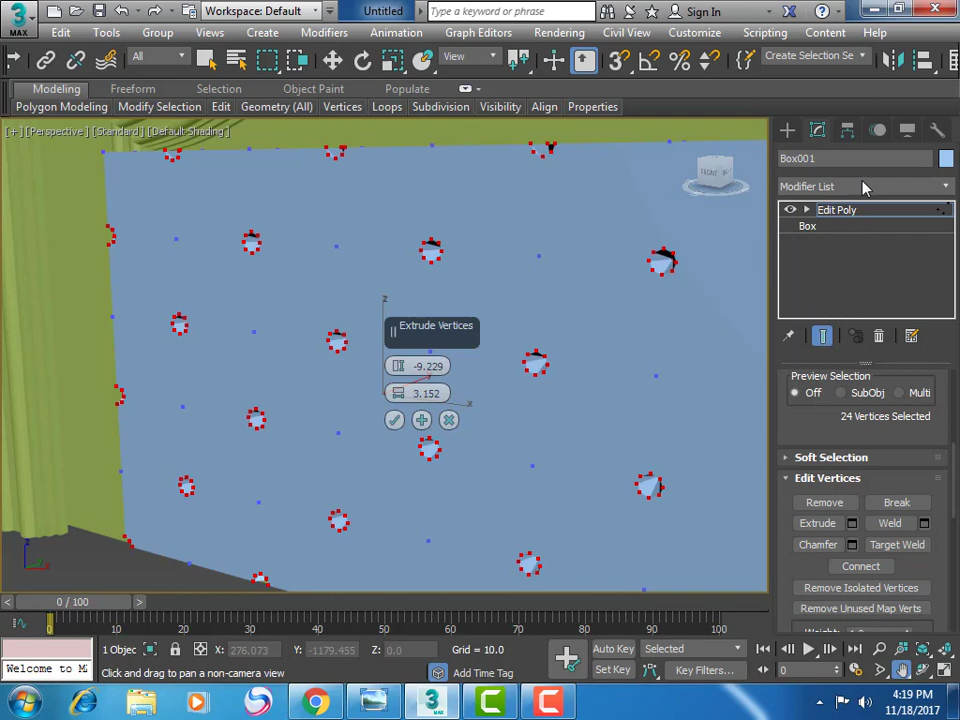 3
MAX
Workspace: Default
Untitled
Type a keyword or phrase
Sign In
Edit Tools Group Views Create Modifiers Animation Graph Editors Rendering Civil View Customize Scripting Content Help
All
View
Create Selection Se
Modeling Freeform Selection Object Paint Populate
Polygon Modeling Modify Selection Edit Geometry (All) Vertices Loops Subdivision Visibility Align Properties
[+] [Perspective] [Standard] [Default Shading]
FRONT
Box001
Modifier List
Edit Poly
Box
z
Extrude Vertices
-9.229
3.152
x
Preview Selection
Off SubObj Multi
24 Vertices Selected
Soft Selection
Edit Vertices
Remove Break
Extrude Weld
Chamfer Target Weld
Connect
Remove Isolated Vertices
Remove Unused Map Verts
z
x
0 / 100
0 10 20 30 40 50 60 70 80 90 100
1 Objec
X: 276.073 Y: -1179.455 Z: 0.0
Grid = 10.0
Auto Key Selected
Welcome to M
Click and drag to pan a non-camera view
Add Time Tag
Set Key
Key Filters...
0
3
MAX
4:19 PM
11/18/2017